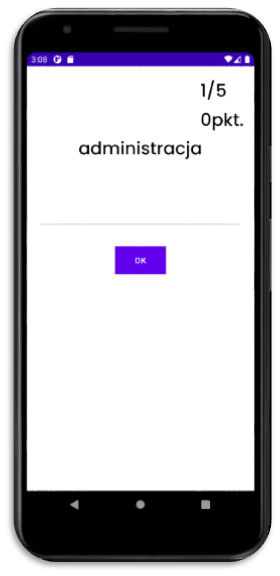 3:08
1/5
0pkt.
administracja
OK